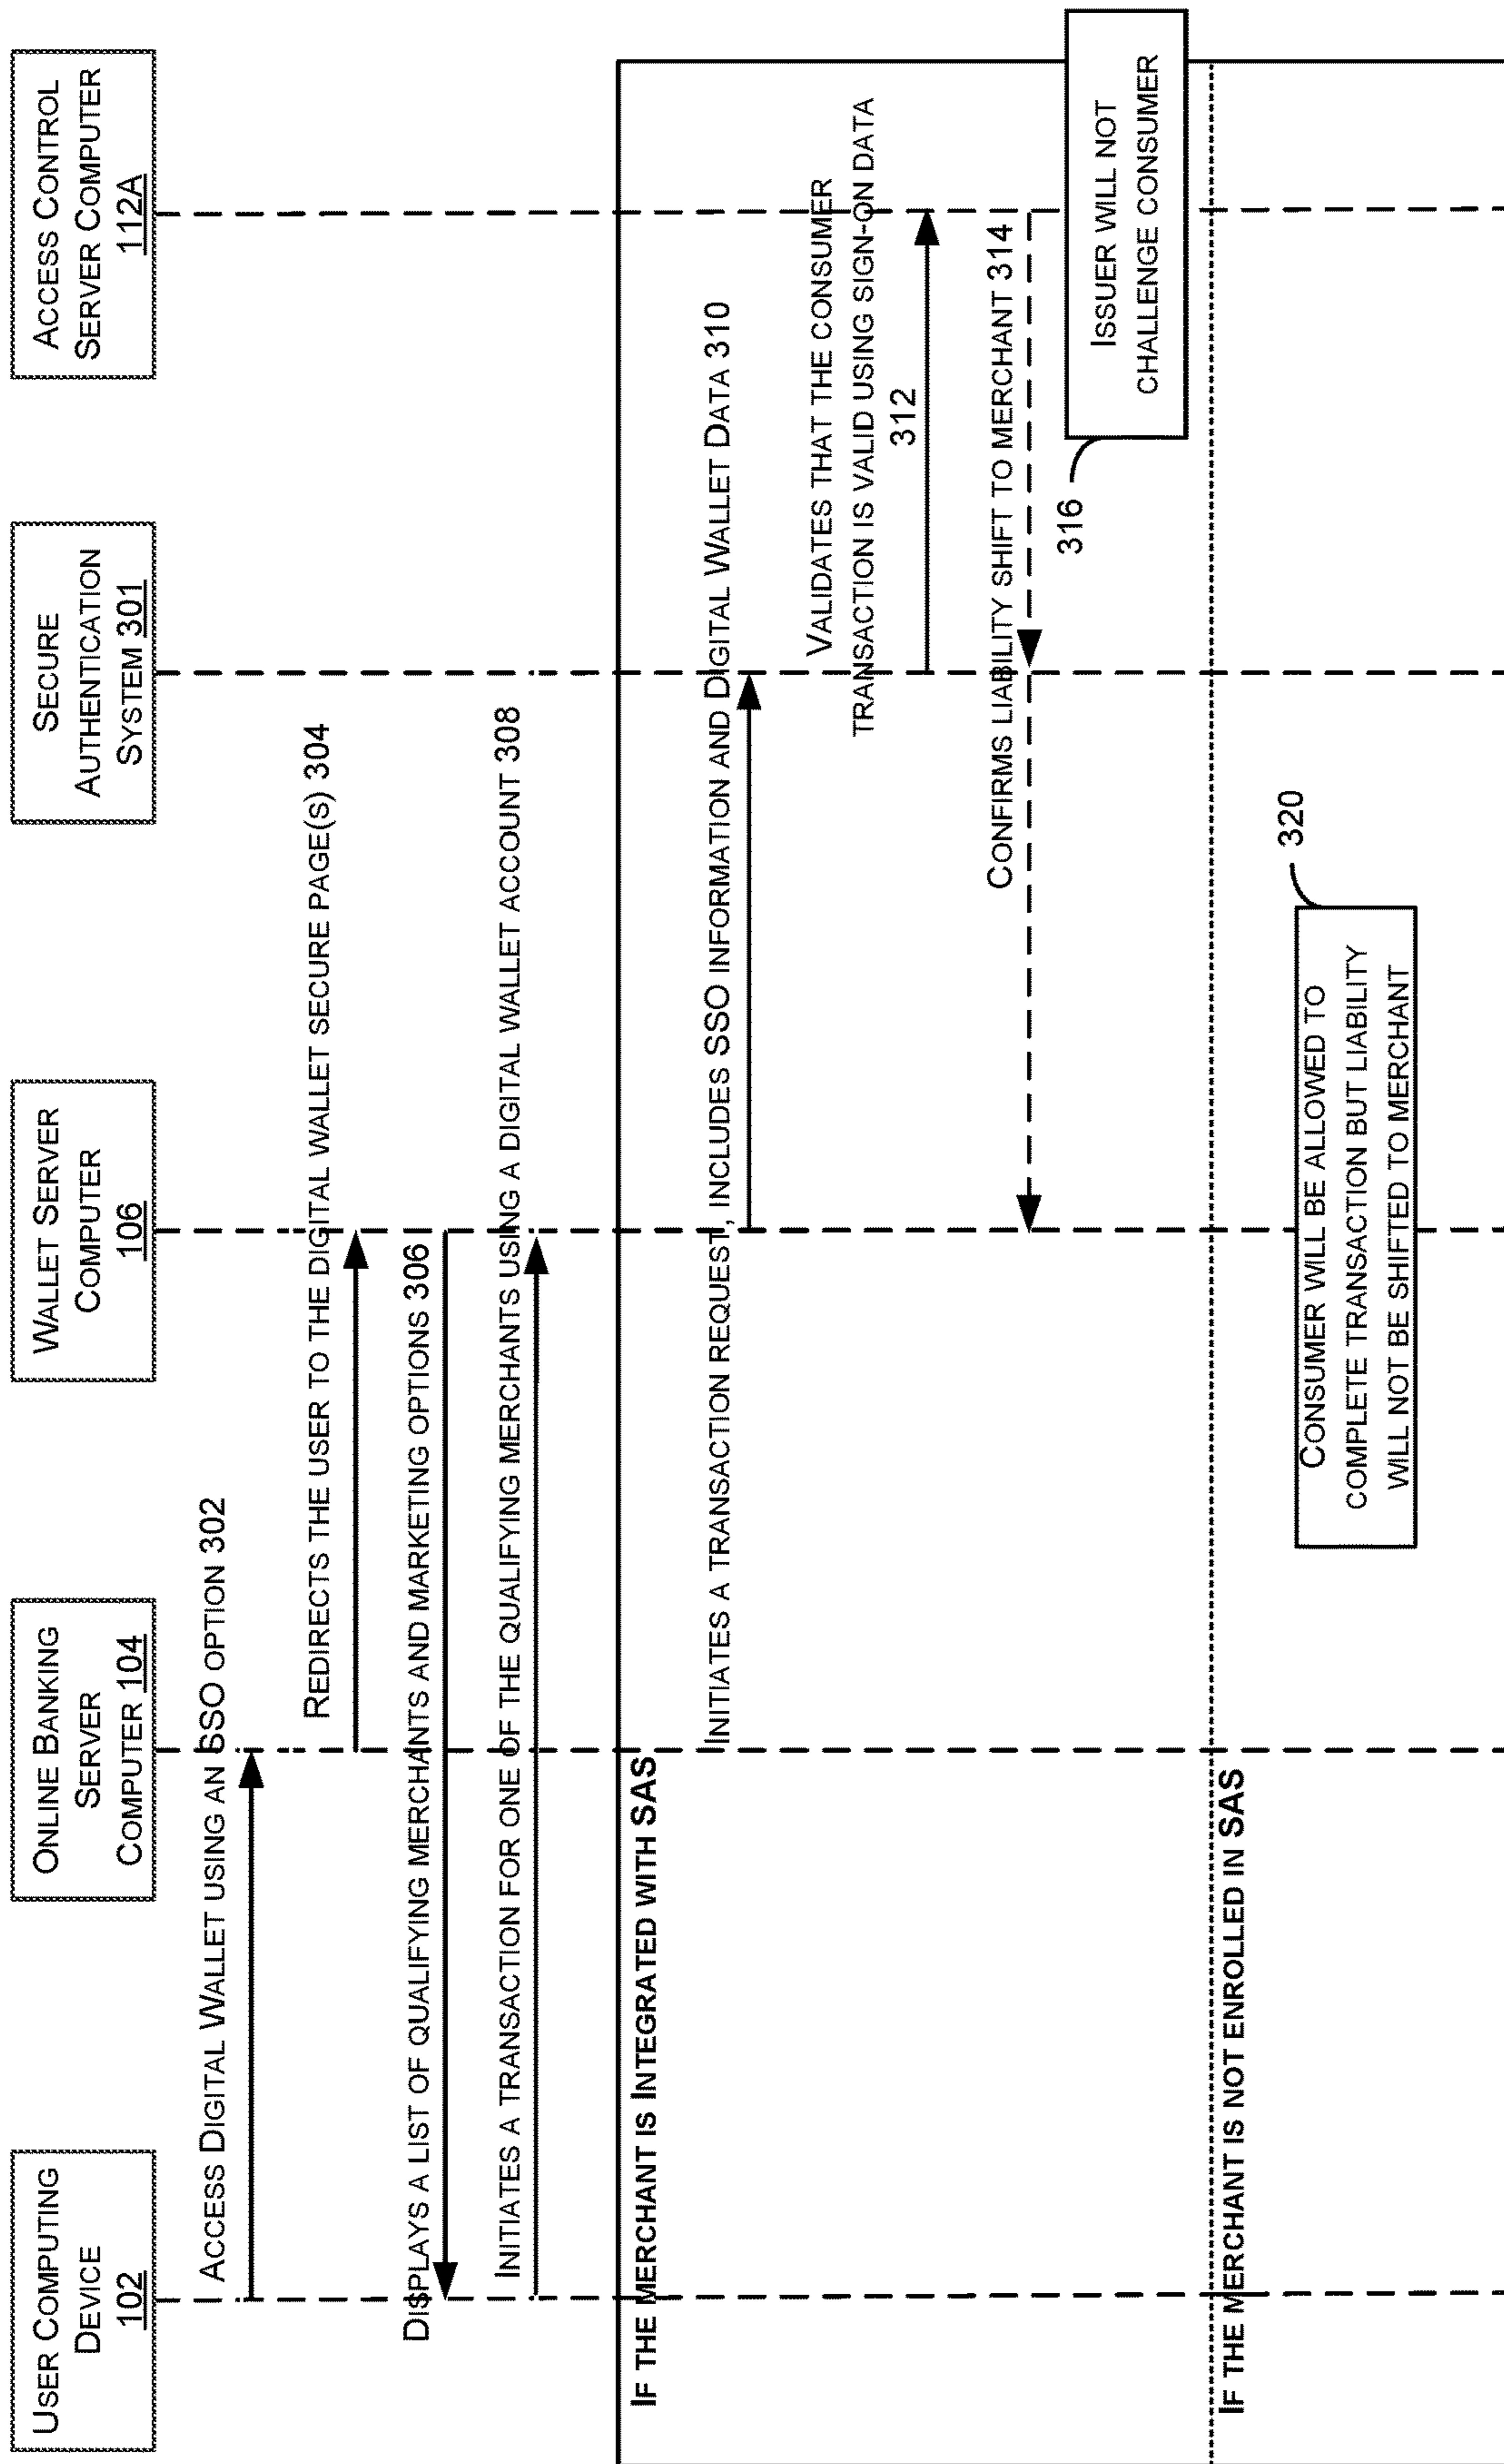 USER COMPUTING
DEVICE
102
ONLINE BANKING
SERVER
COMPUTER 104
WALLET SERVER
COMPUTER
106
SECURE
AUTHENTICATION
SYSTEM 301
ACCESS CONTROL
SERVER COMPUTER
112A
ACCESS DIGITAL WALLET USING AN SSO OPTION 302
REDIRECTS THE USER TO THE DIGITAL WALLET SECURE PAGE(S) 304
DISPLAYS A LIST OF QUALIFYING MERCHANTS AND MARKETING OPTIONS 306
INITIATES A TRANSACTION FOR ONE OF THE QUALIFYING MERCHANTS USING A DIGITAL WALLET ACCOUNT 308
IF THE MERCHANT IS INTEGRATED WITH SAS
INITIATES A TRANSACTION REQUEST, INCLUDES SSO INFORMATION AND DIGITAL WALLET DATA 310
VALIDATES THAT THE CONSUMER
TRANSACTION IS VALID USING SIGN-ON DATA
312
CONFIRMS LIABILITY SHIFT TO MERCHANT 314
316
ISSUER WILL NOT
CHALLENGE CONSUMER
IF THE MERCHANT IS NOT ENROLLED IN SAS
320
CONSUMER WILL BE ALLOWED TO
COMPLETE TRANSACTION BUT LIABILITY
WILL NOT BE SHIFTED TO MERCHANT